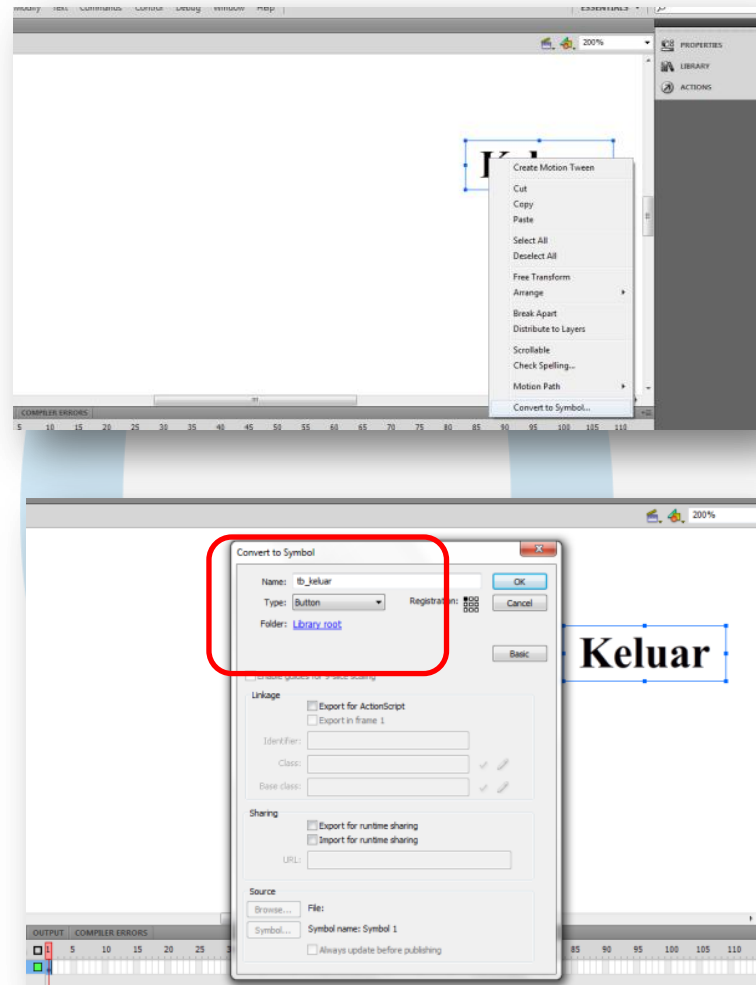 Modify Text Commands Control Debug Window Help ESSENTIALS
200%
PROPERTIES
LIBRARY
ACTIONS
Create Motion Tween
Cut
Copy
Paste
Select All
Deselect All
Free Transform
Arrange
Break Apart
Distribute to Layers
Scrollable
Check Spelling...
Motion Path
Convert to Symbol...
COMPILER ERRORS
5 10 15 20 25 30 35 40 45 50 55 60 65 70 75 80 85 90 95 100 105 110
200%
Convert to Symbol
Name: tb_keluar OK
Type: Button Registration: Cancel
Folder: Library root
Basic
Keluar
Enable guides for 9-slice scaling
Linkage
Export for ActionScript
Export in frame 1
Identifier:
Class:
Base class:
Sharing
Export for runtime sharing
Import for runtime sharing
URL:
Source
Browse... File:
Symbol... Symbol name: Symbol 1
Always update before publishing
OUTPUT COMPILER ERRORS
1 5 10 15 20 25 85 90 95 100 105 110